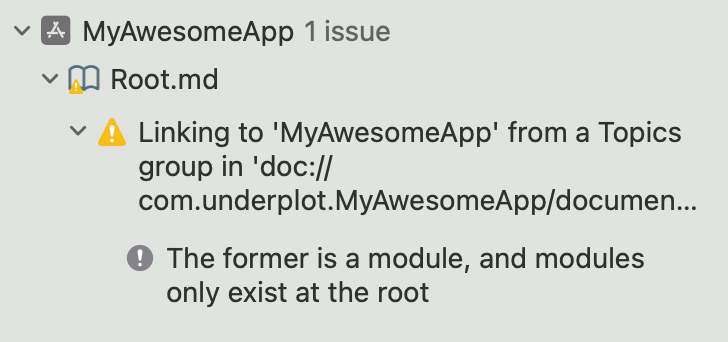 MyAwesomeApp 1 issue
Root.md
Linking to 'MyAwesomeApp' from a Topics
group in 'doc://
com.underplot.MyAwesomeApp/documen...
The former is a module, and modules
only exist at the root